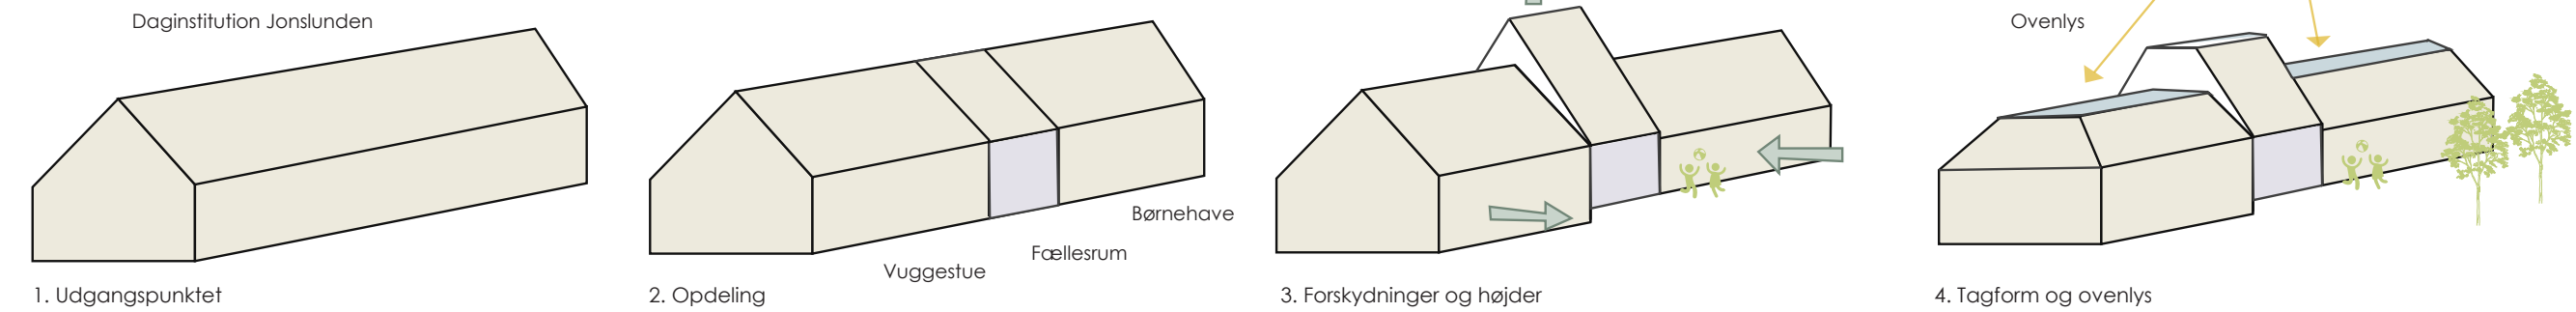 Daginstitution Jonslunden
1. Udgangspunktet
Vuggestue
Fællesrum
Børnehave
2. Opdeling
3. Forskydninger og højder
Ovenlys
4. Tagform og ovenlys